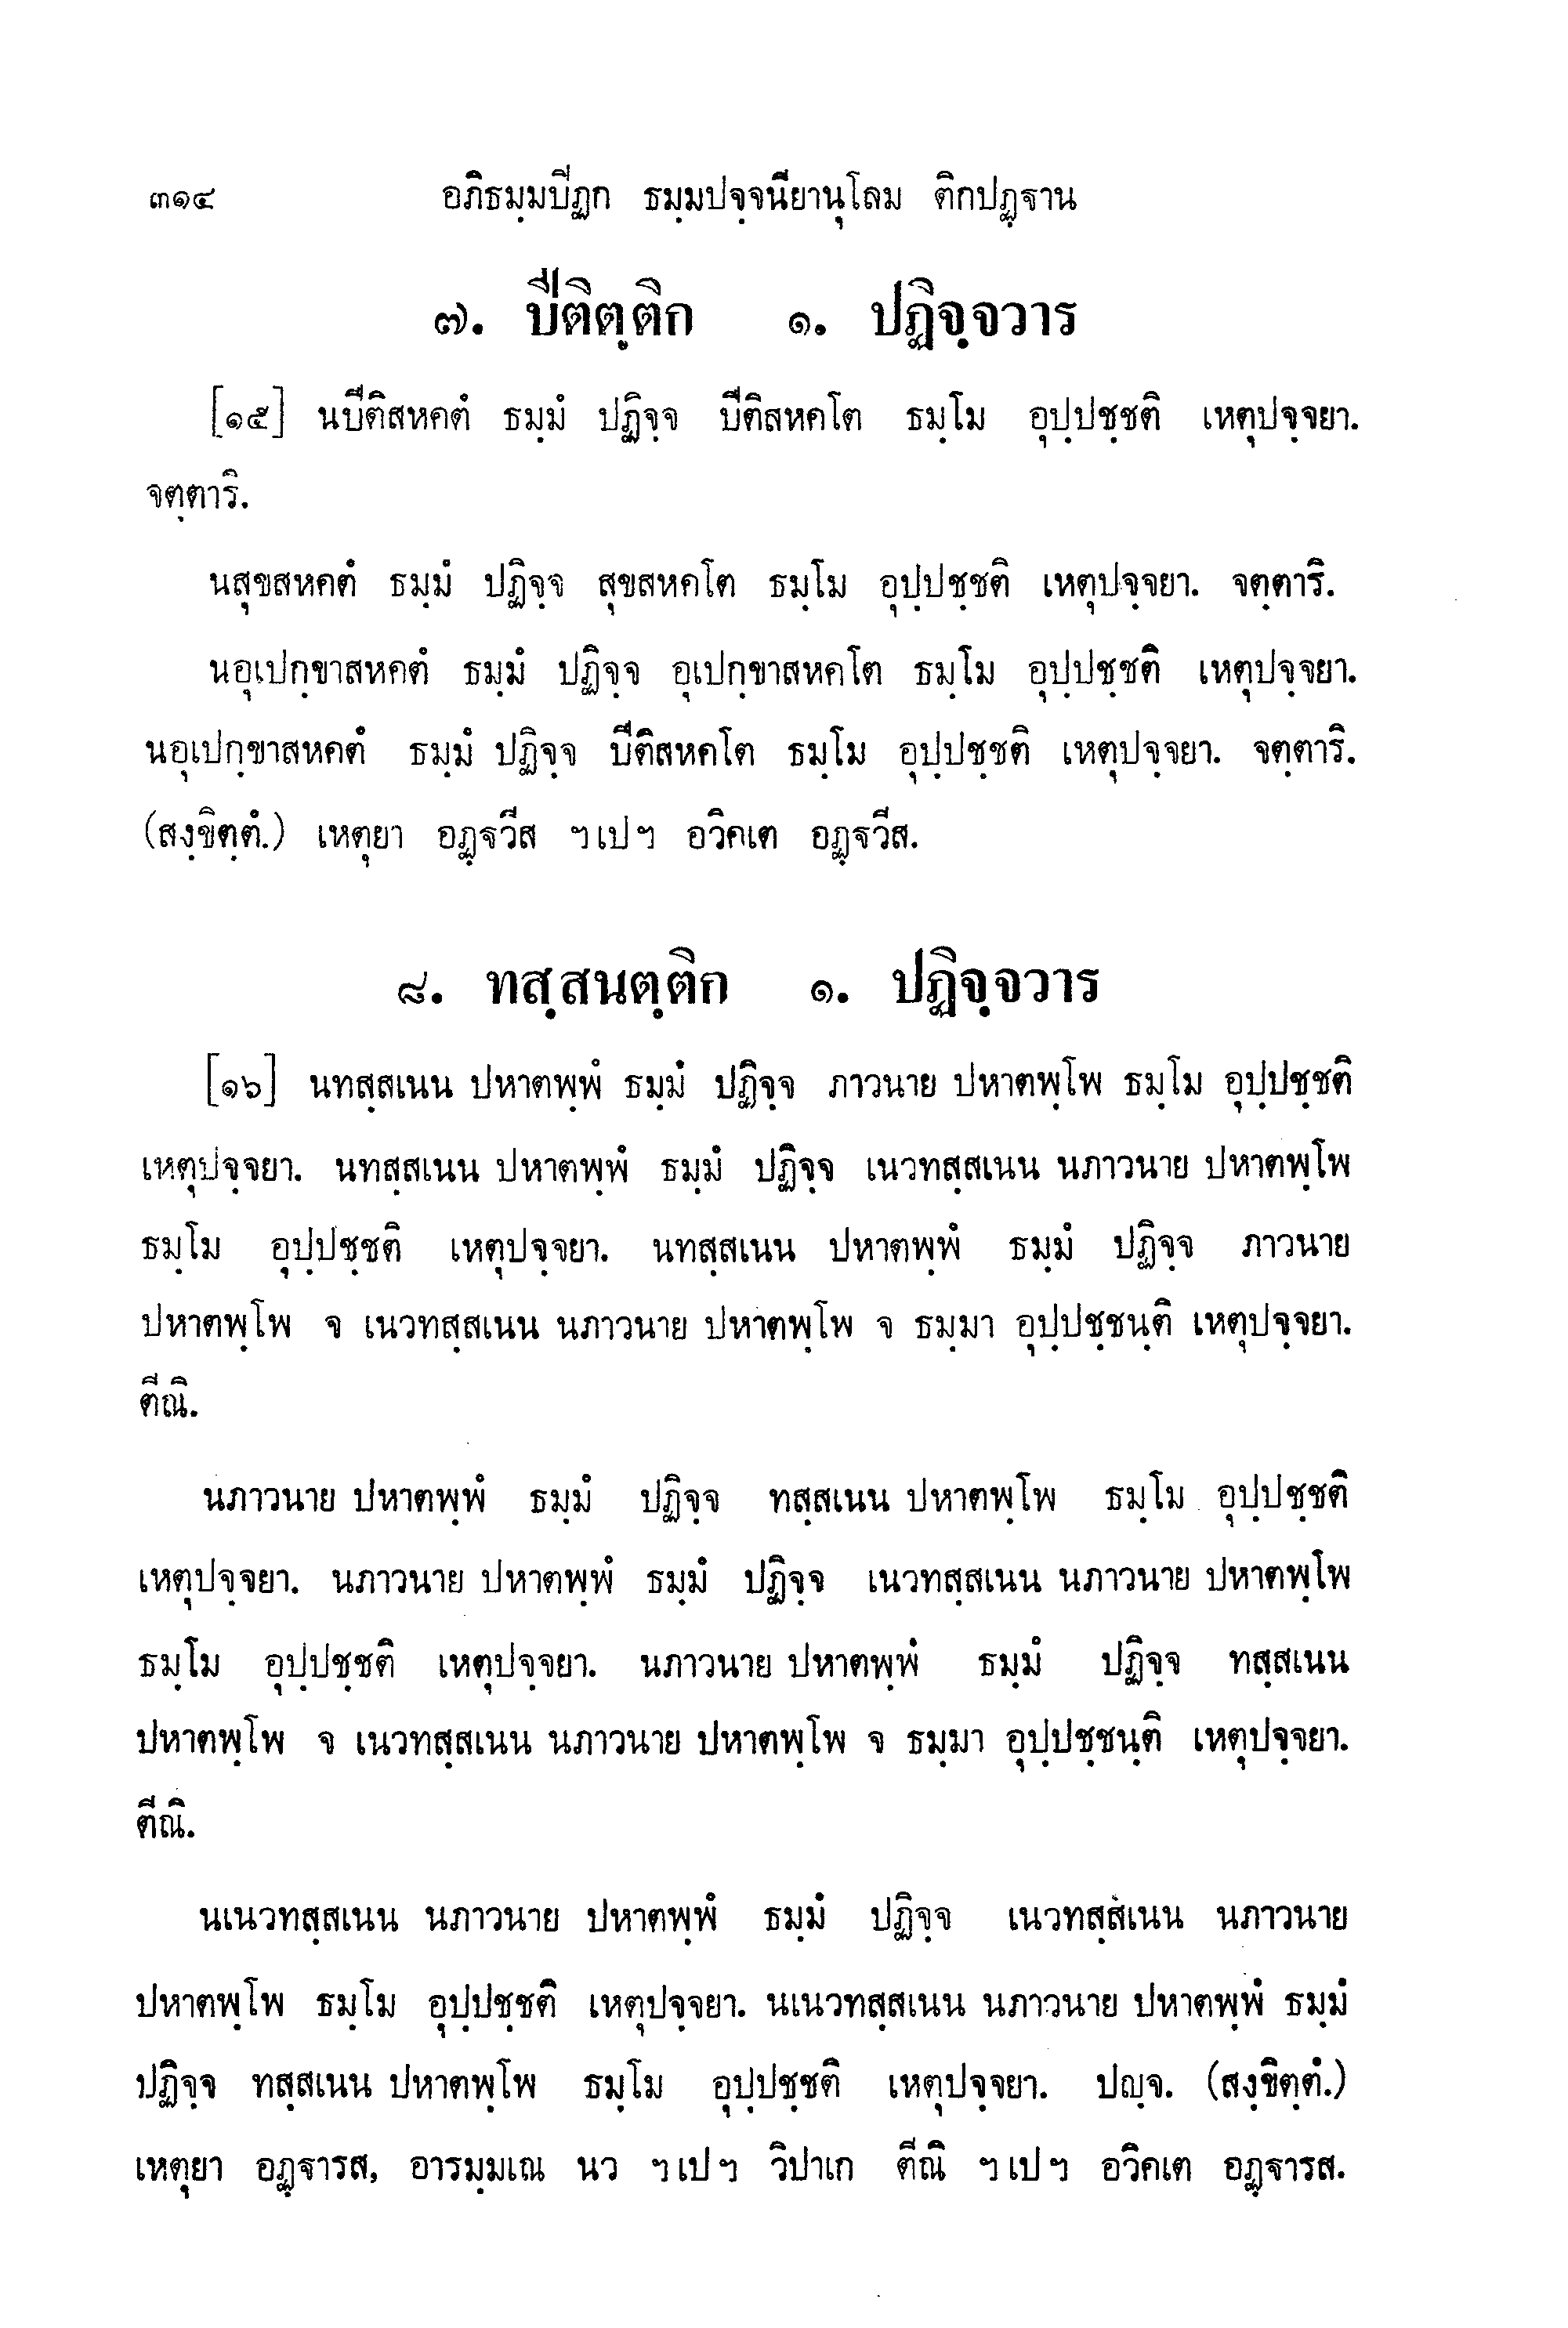 ๓๑๔ อภิธมฺมปีฏก ธมฺมปจฺจนียานุโลม ติกปฏฺฐาน
๗. ปีติตฺติก ๑. ปฏิจฺจวาร
[๑๕] นปีติสหคตํ ธมฺมํ ปฏิจฺจ ปีติสหคโต ธมฺโม อุปฺปชฺชติ เหตุปจฺจยา.
จตฺตาริ.
นสุขสหคตํ ธมฺมํ ปฏิจฺจ สุขสหคโต ธมฺโม อุปฺปชฺชติ เหตุปจฺจยา. จตฺตาริ.
นอุเปกฺขาสหคตํ ธมฺมํ ปฏิจฺจ อุเปกฺขาสหคโต ธมฺโม อุปฺปชฺชติ เหตุปจฺจยา.
นอุเปกฺขาสหคตํ ธมฺมํ ปฏิจฺจ ปีติสหคโต ธมฺโม อุปฺปชฺชติ เหตุปจฺจยา. จตฺตาริ.
(สงฺขิตฺตํ.) เหตุยา อฏฺฐวีส ฯ เป ฯ อวิคเต อฏฺฐวีส.
๘. ทสฺสนตฺติก ๑. ปฏิจฺจวาร
[๑๖] นทสฺสเนน ปหาตพฺพํ ธมฺมํ ปฏิจฺจ ภาวนาย ปหาตพฺโพ ธมฺโม อุปฺปชฺชติ
เหตุปจฺจยา. นทสฺสเนน ปหาตพฺพํ ธมฺมํ ปฏิจฺจ เนวทสฺสเนน นภาวนาย ปหาตพฺโพ
ธมฺโม อุปฺปชฺชติ เหตุปจฺจยา. นทสฺสเนน ปหาตพฺพํ ธมฺมํ ปฏิจฺจ ภาวนาย
ปหาตพฺโพ จ เนวทสฺสเนน นภาวนาย ปหาตพฺโพ จ ธมฺมา อุปฺปชฺชนฺติ เหตุปจฺจยา.
ตีณิ.
นภาวนาย ปหาตพฺพํ ธมฺมํ ปฏิจฺจ ทสฺสเนน ปหาตพฺโพ ธมฺโม อุปฺปชฺชติ
เหตุปจฺจยา. นภาวนาย ปหาตพฺพํ ธมฺมํ ปฏิจฺจ เนวทสฺสเนน นภาวนาย ปหาตพฺโพ
ธมฺโม อุปฺปชฺชติ เหตุปจฺจยา. นภาวนาย ปหาตพฺพํ ธมฺมํ ปฏิจฺจ ทสฺสเนน
ปหาตพฺโพ จ เนวทสฺสเนน นภาวนาย ปหาตพฺโพ จ ธมฺมา อุปฺปชฺชนฺติ เหตุปจฺจยา.
ตีณิ.
นเนวทสฺสเนน นภาวนาย ปหาตพฺพํ ธมฺมํ ปฏิจฺจ เนวทสฺสเนน นภาวนาย
ปหาตพฺโพ ธมฺโม อุปฺปชฺชติ เหตุปจฺจยา. นเนวทสฺสเนน นภาวนาย ปหาตพฺพํ ธมฺมํ
ปฏิจฺจ ทสฺสเนน ปหาตพฺโพ ธมฺโม อุปฺปชฺชติ เหตุปจฺจยา. ปญฺจ. (สงฺขิตฺตํ.)
เหตุยา อฏฺฐารส, อารมฺมเณ นว ฯ เป ฯ วิปาเก ตีณิ ฯ เป ฯ อวิคเต อฏฺฐารส.